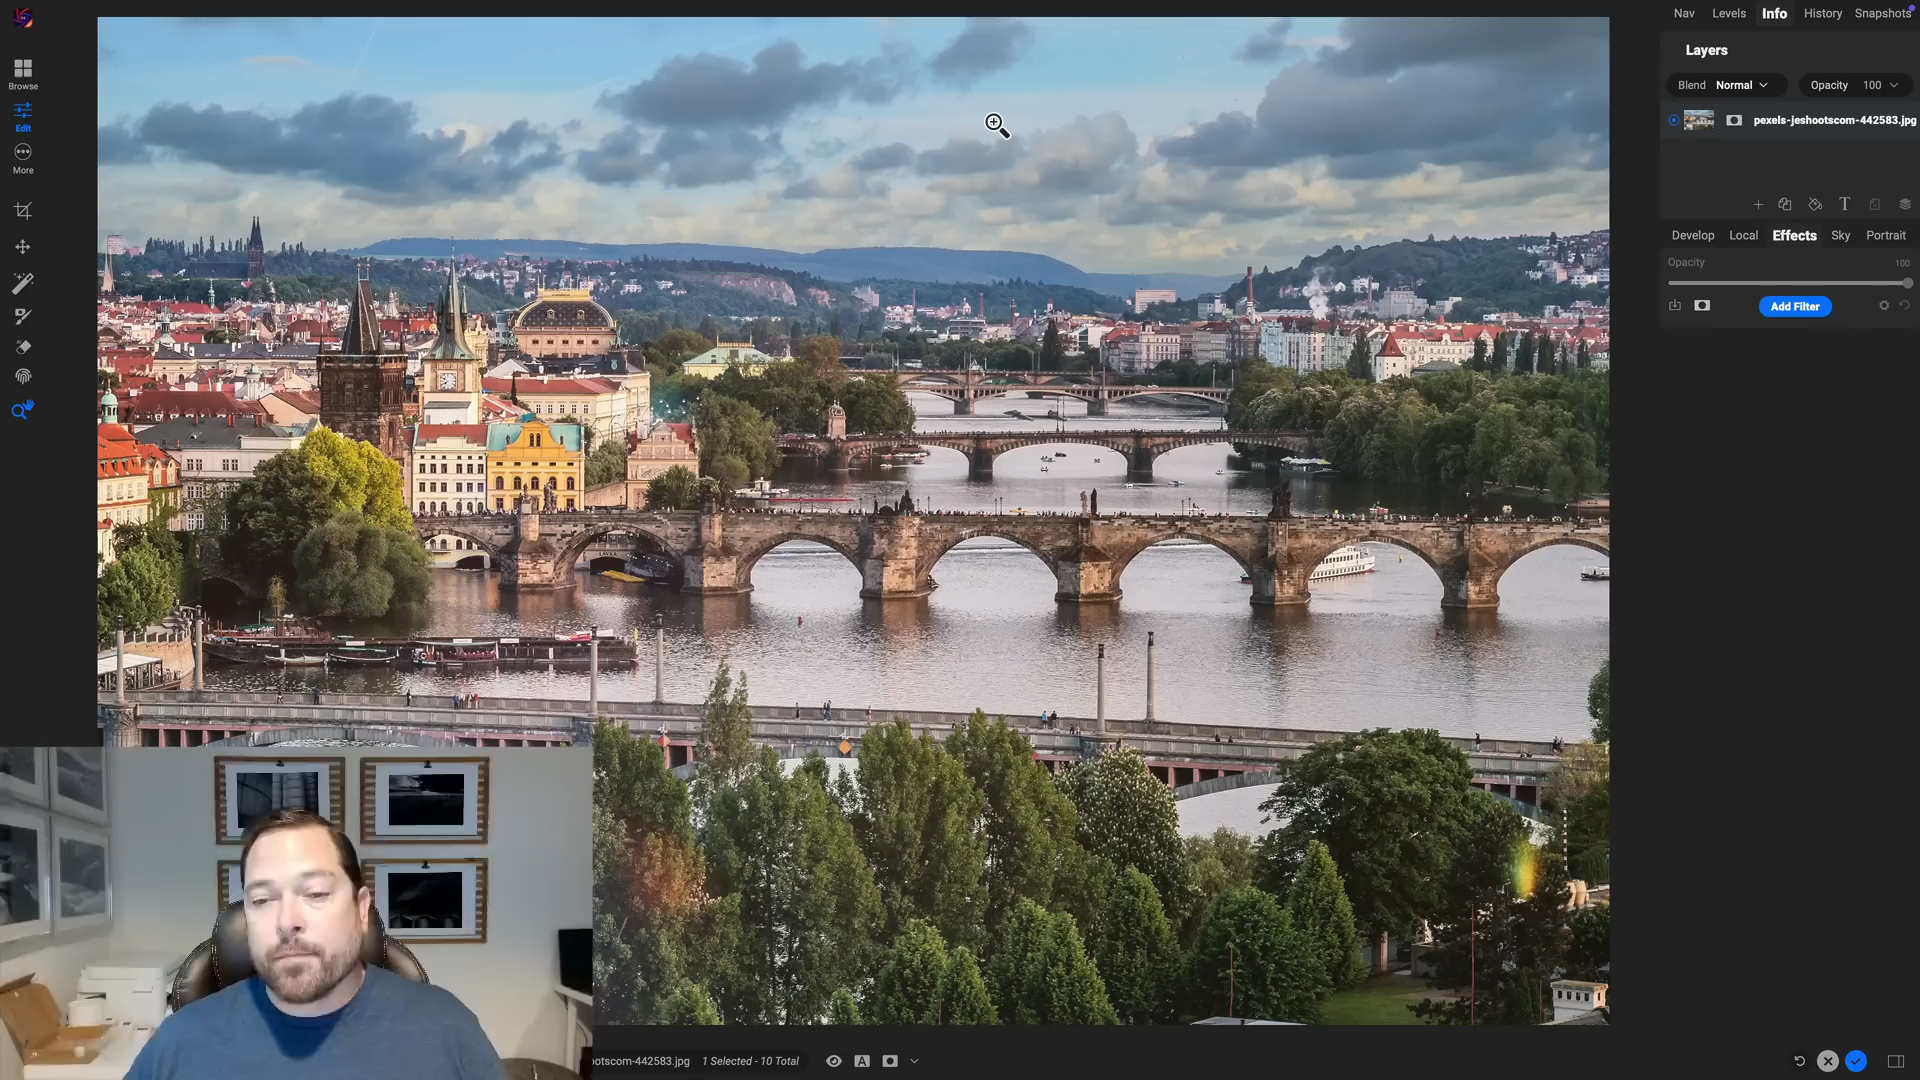 Nav Levels Info History Snapshots
Layers
Blend Normal Opacity 100
pexels-jeshootscom-442583.jpg
T
Browse
Edit
More
Develop Local Effects Sky Portrait
Opacity 100
Add Filter
LAVKA
otscom-442583.jpg 1 Selected - 10 Total A